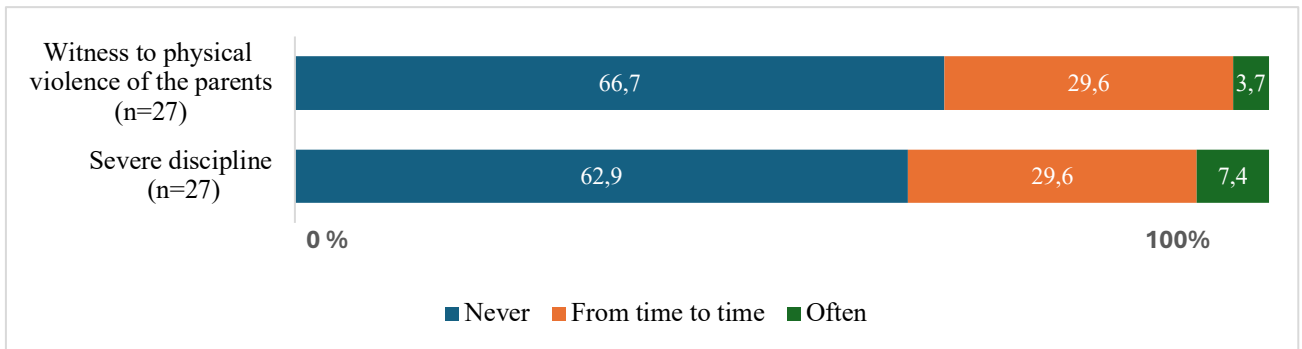 Witness to physical
violence of the parents
(n=27)
66,7
29,6
3,7
Severe discipline
(n=27)
62,9
29,6
7,4
0 %
100%
Never
From time to time
Often